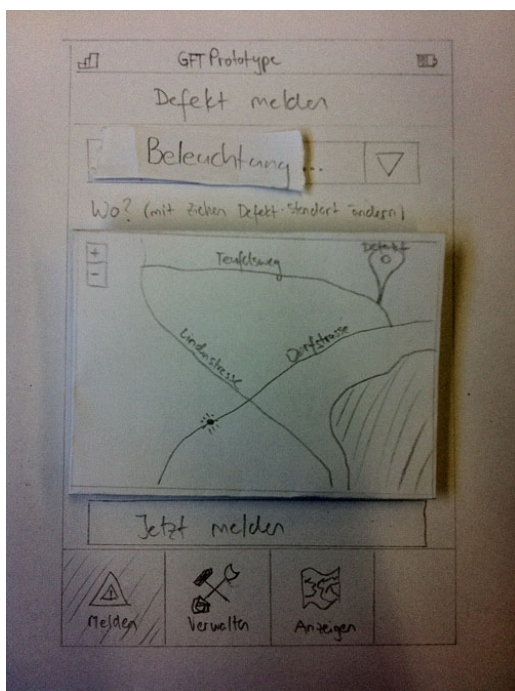 GFT Prototype
Defekt melden
Beleuchtung ...
Wo? (mit ziehen Defekt-Standort ändern)
+
-
Teufelsweg
Defekt
Lindenstrasse
Dorfstrasse
Jetzt melden
Melden
Verwalten
Anzeigen